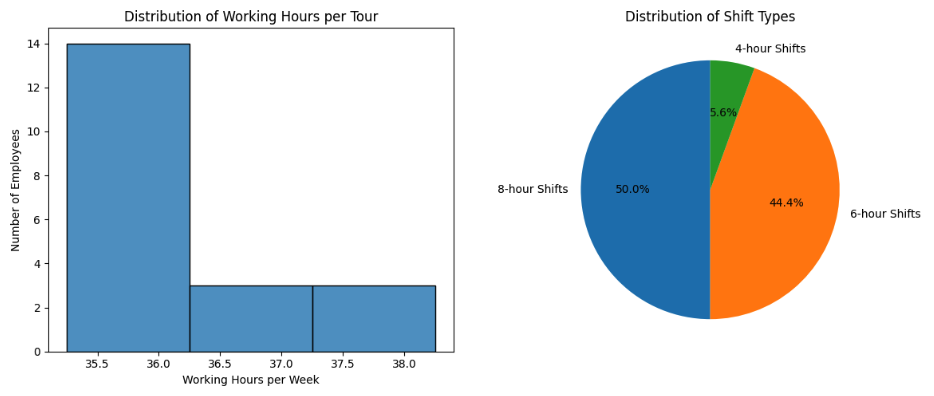 Distribution of Working Hours per Tour
14
12
10
8
6
4
2
0
Number of Employees
35.5 36.0 36.5 37.0 37.5 38.0
Working Hours per Week
Distribution of Shift Types
4-hour Shifts
5.6%
8-hour Shifts
50.0%
44.4%
6-hour Shifts